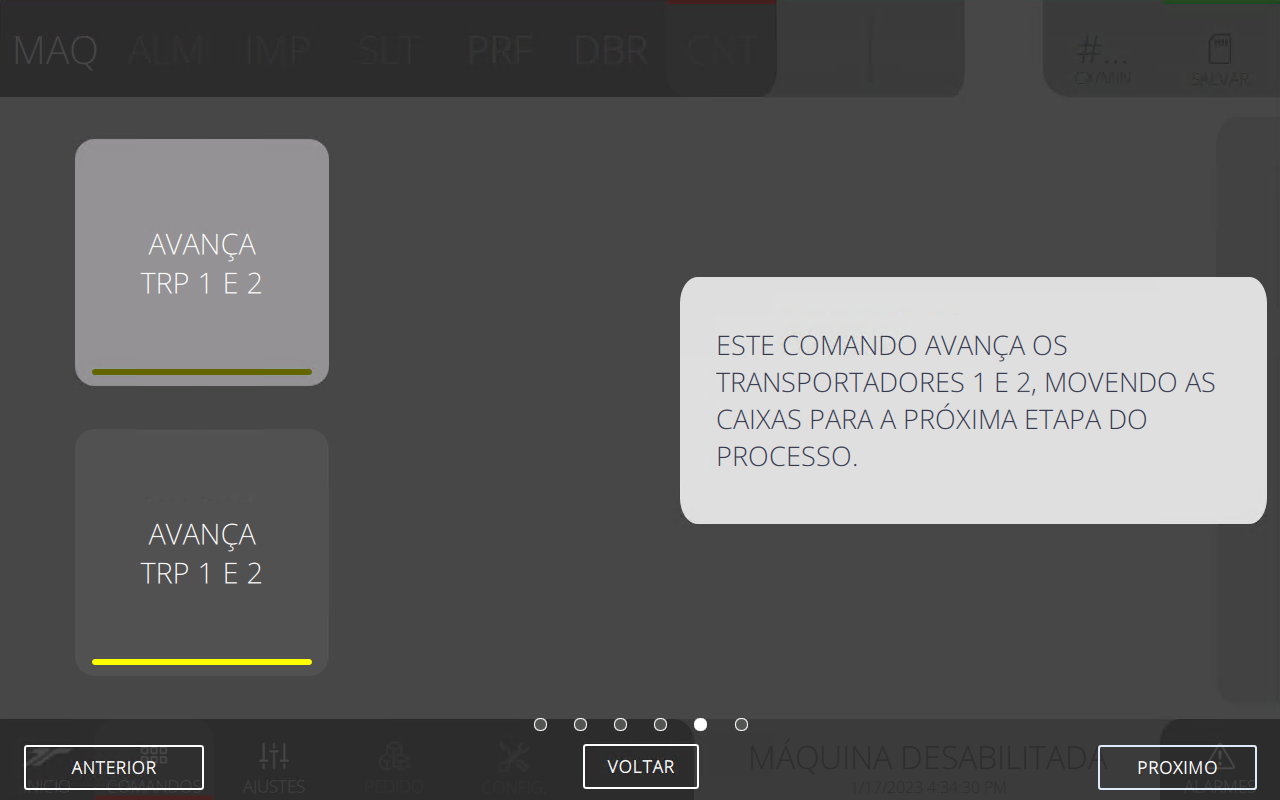 MAQ ALM IMP SLT PRF DBR CNT
#...
CX/MIN
SALVAR
AVANÇA
TRP 1 E 2
ESTE COMANDO AVANÇA OS
TRANSPORTADORES 1 E 2, MOVENDO AS
CAIXAS PARA A PRÓXIMA ETAPA DO
PROCESSO.
AVANÇA
TRP 1 E 2
ANTERIOR
VOLTAR
PROXIMO
INICIO
COMANDOS
AJUSTES
PEDIDO
CONFIG
MÁQUINA DESABILITADA
1/17/2023 4:34:30 PM
ALARMES